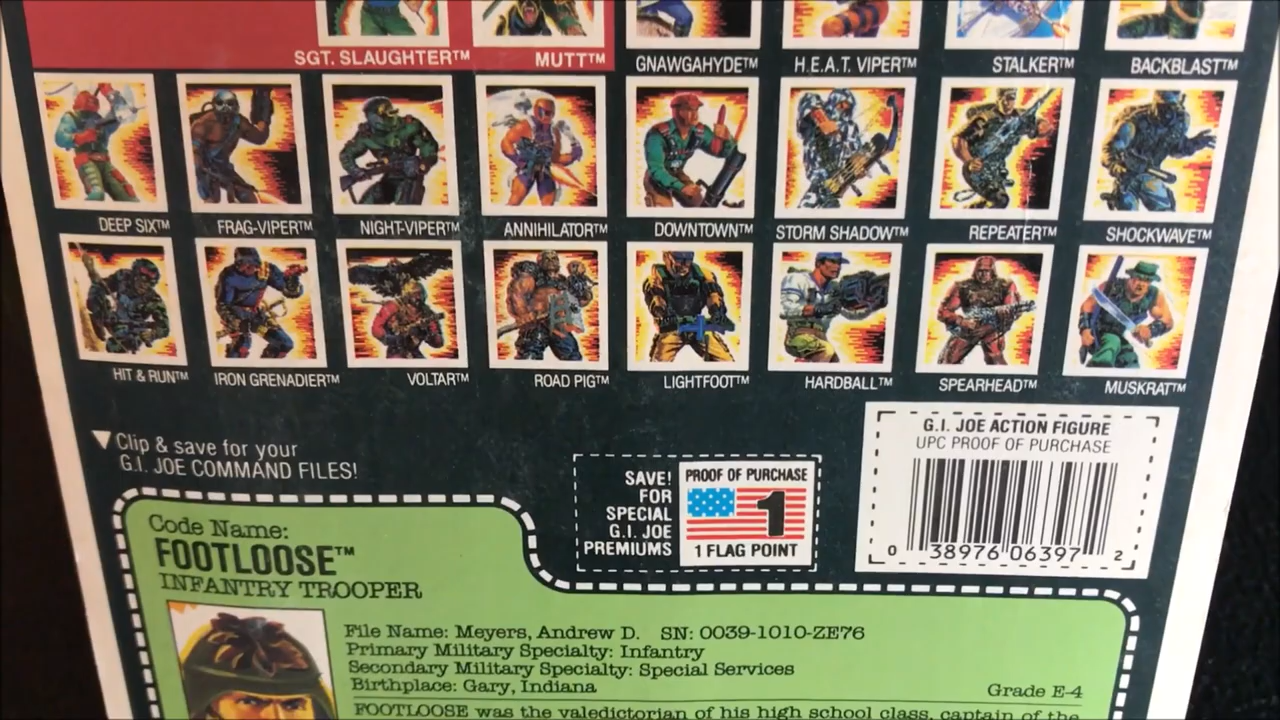 SGT. SLAUGHTER™ MUTT™ GNAWGAHYDE™ H.E.A.T. VIPER™ STALKER™ BACKBLAST™
DEEP SIX™ FRAG-VIPER™ NIGHT-VIPER™ ANNIHILATOR™ DOWNTOWN™ STORM SHADOW™ REPEATER™ SHOCKWAVE™
HIT & RUN™ IRON GRENADIER™ VOLTAR™ ROAD PIG™ LIGHTFOOT™ HARDBALL™ SPEARHEAD™ MUSKRAT™
Clip & save for your
G.I. JOE COMMAND FILES!
SAVE!
FOR
SPECIAL
G.I. JOE
PREMIUMS
PROOF OF PURCHASE
1
1 FLAG POINT
G.I. JOE ACTION FIGURE
UPC PROOF OF PURCHASE
0 38976 06397 2
Code Name:
FOOTLOOSE™
INFANTRY TROOPER
File Name: Meyers, Andrew D. SN: 0039-1010-ZE76
Primary Military Specialty: Infantry
Secondary Military Specialty: Special Services
Birthplace: Gary, Indiana Grade E-4
FOOTLOOSE was the valedictorian of his high school class, captain of the